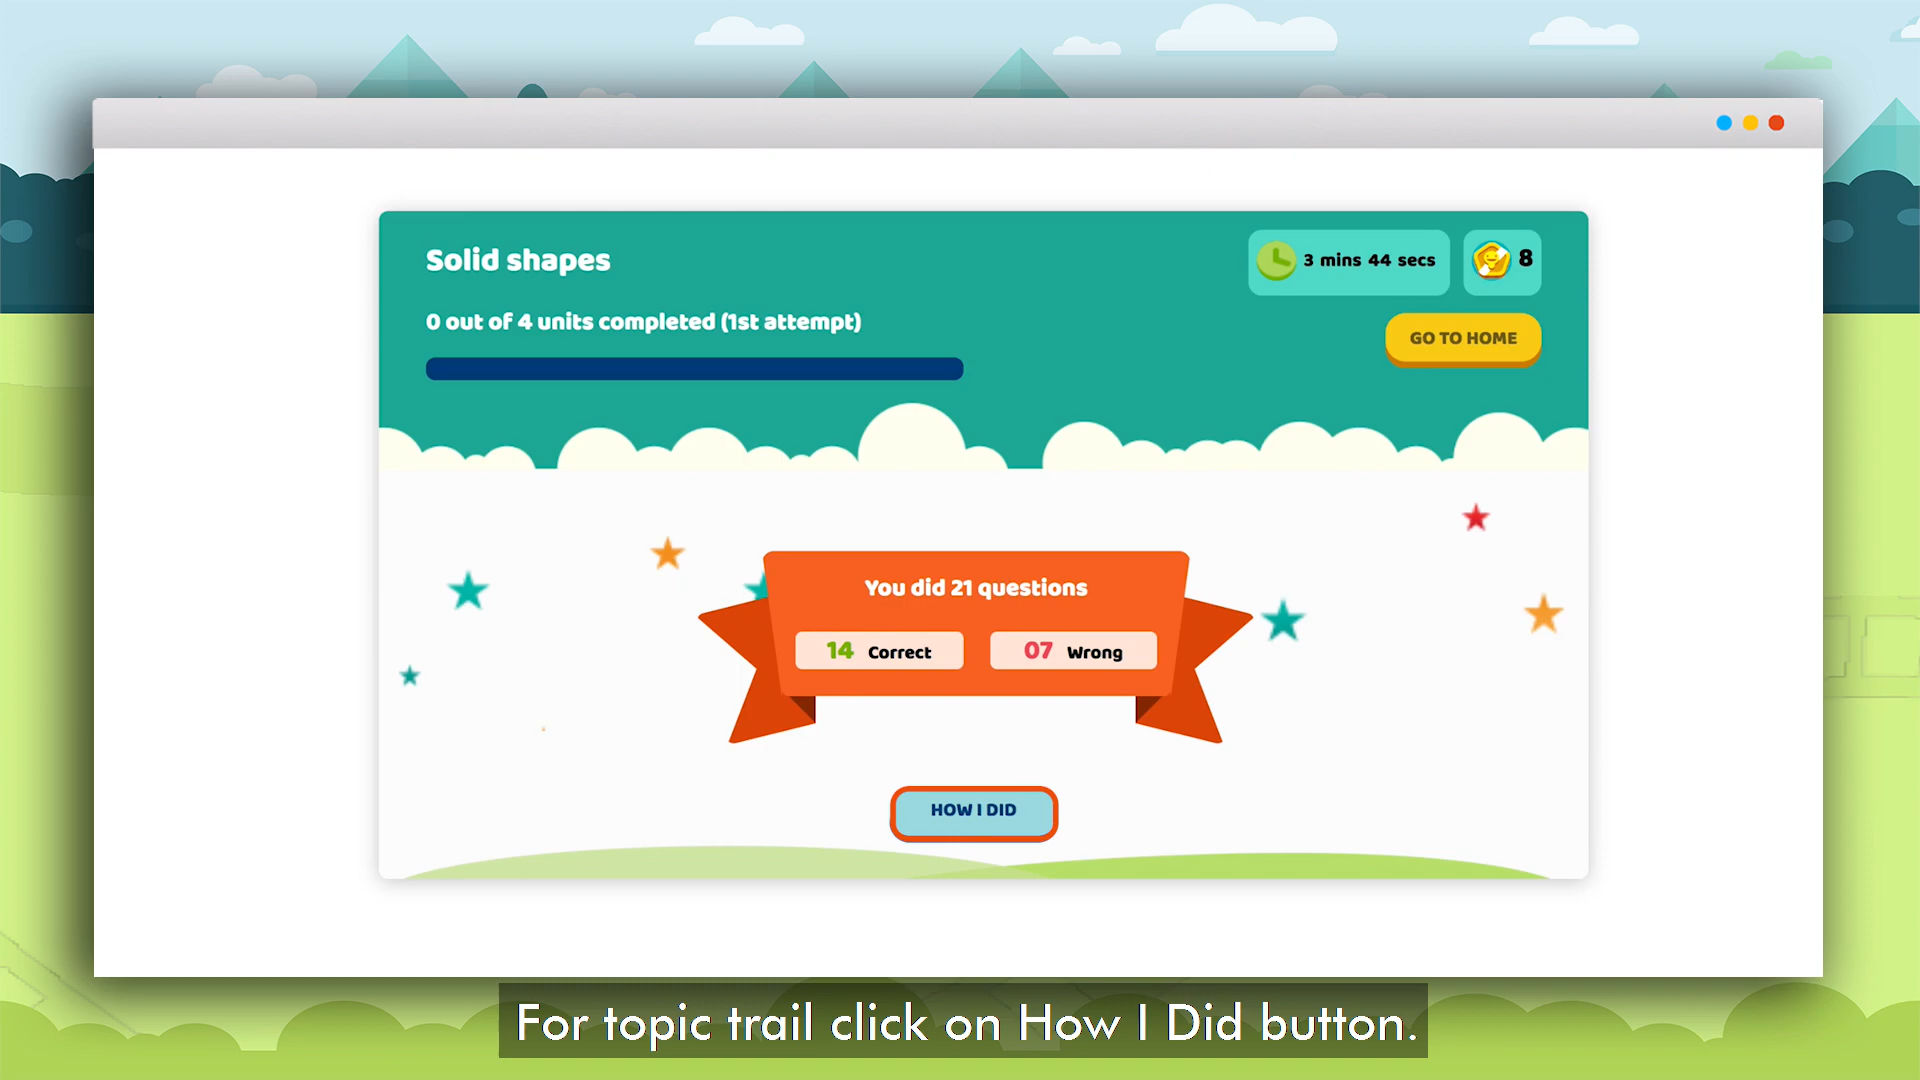 Solid shapes
3 mins 44 secs
8
0 out of 4 units completed (1st attempt)
GO TO HOME
You did 21 questions
14 Correct
07 Wrong
HOW I DID
For topic trail click on How I Did button.